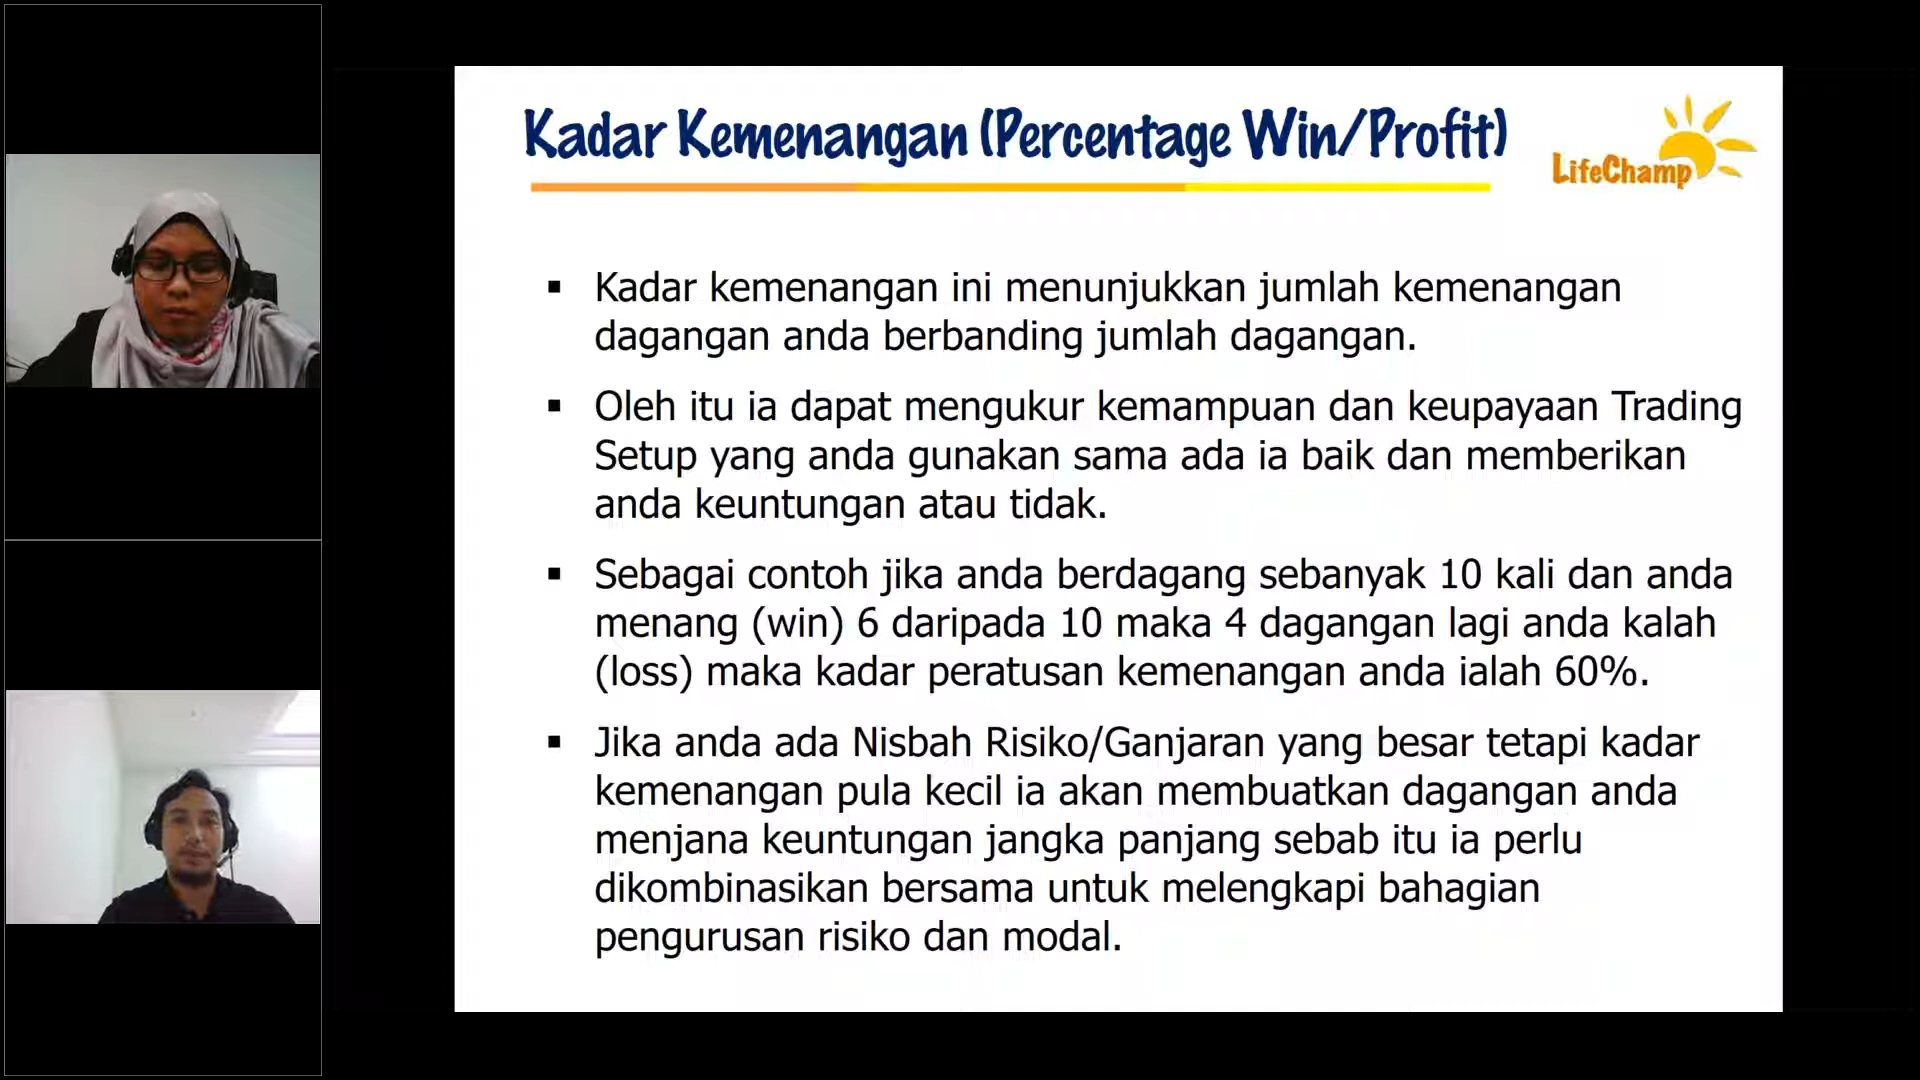 Kadar Kemenangan (Percentage Win/Profit)
LifeChamp
▪ Kadar kemenangan ini menunjukkan jumlah kemenangan
dagangan anda berbanding jumlah dagangan.
▪ Oleh itu ia dapat mengukur kemampuan dan keupayaan Trading
Setup yang anda gunakan sama ada ia baik dan memberikan
anda keuntungan atau tidak.
▪ Sebagai contoh jika anda berdagang sebanyak 10 kali dan anda
menang (win) 6 daripada 10 maka 4 dagangan lagi anda kalah
(loss) maka kadar peratusan kemenangan anda ialah 60%.
▪ Jika anda ada Nisbah Risiko/Ganjaran yang besar tetapi kadar
kemenangan pula kecil ia akan membuatkan dagangan anda
menjana keuntungan jangka panjang sebab itu ia perlu
dikombinasikan bersama untuk melengkapi bahagian
pengurusan risiko dan modal.